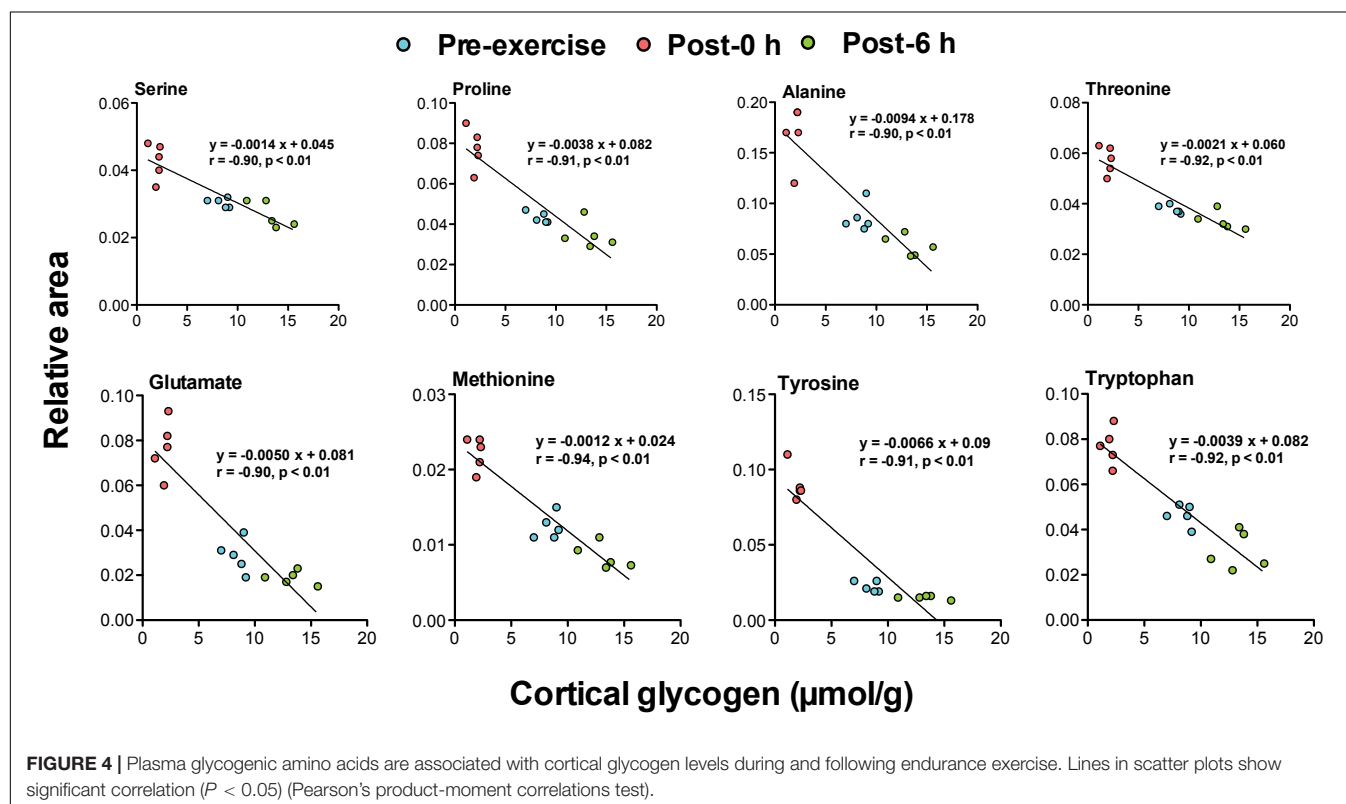 Pre-exercise Post-0 h Post-6 h
Relative area
Serine
0.06
0.04
0.02
0.00
0 5 10 15 20
y = -0.0014 x + 0.045
r = -0.90, p < 0.01
Proline
0.10
0.08
0.06
0.04
0.02
0.00
0 5 10 15 20
y = -0.0038 x + 0.082
r = -0.91, p < 0.01
Alanine
0.20
0.15
0.10
0.05
0.00
0 5 10 15 20
y = -0.0094 x + 0.178
r = -0.90, p < 0.01
Threonine
0.08
0.06
0.04
0.02
0.00
0 5 10 15 20
y = -0.0021 x + 0.060
r = -0.92, p < 0.01
Glutamate
0.10
0.08
0.06
0.04
0.02
0.00
0 5 10 15 20
y = -0.0050 x + 0.081
r = -0.90, p < 0.01
Methionine
0.03
0.02
0.01
0.00
0 5 10 15 20
y = -0.0012 x + 0.024
r = -0.94, p < 0.01
Tyrosine
0.15
0.10
0.05
0.00
0 5 10 15 20
y = -0.0066 x + 0.09
r = -0.91, p < 0.01
Tryptophan
0.10
0.08
0.06
0.04
0.02
0.00
0 5 10 15 20
y = -0.0039 x + 0.082
r = -0.92, p < 0.01
Cortical glycogen (µmol/g)
FIGURE 4 | Plasma glycogenic amino acids are associated with cortical glycogen levels during and following endurance exercise. Lines in scatter plots show
significant correlation (P < 0.05) (Pearson's product-moment correlations test).